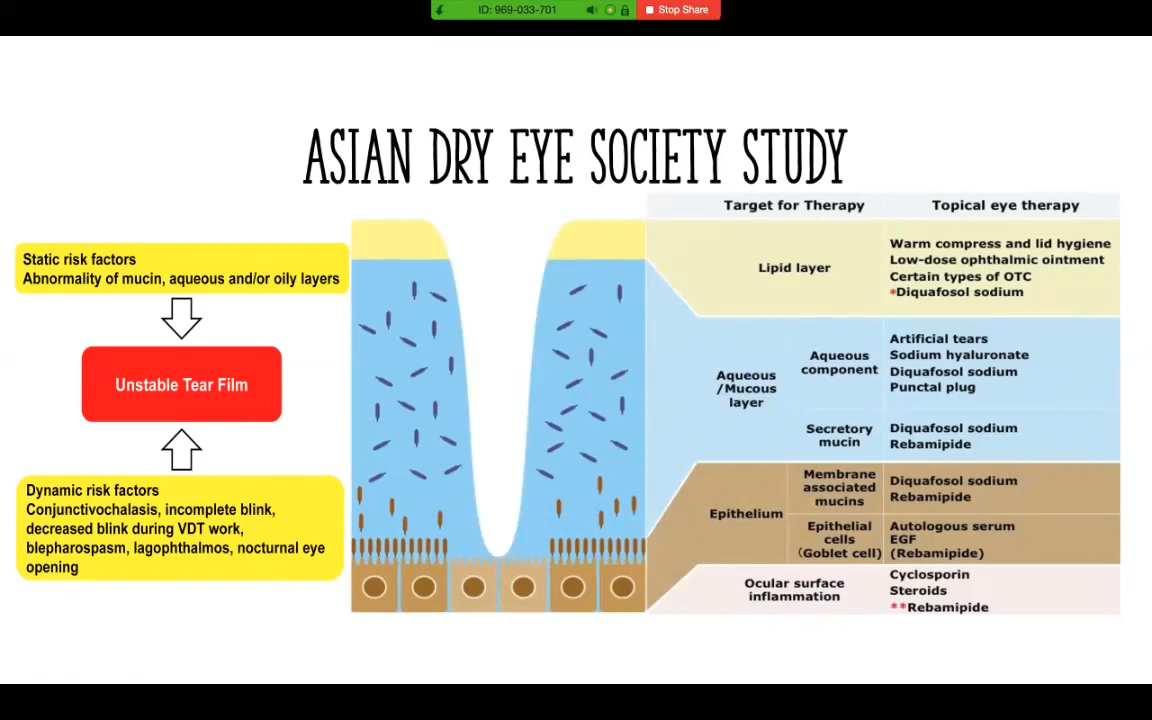 ID: 969-033-701
Stop Share
ASIAN DRY EYE SOCIETY STUDY
Static risk factors
Abnormality of mucin, aqueous and/or oily layers
Unstable Tear Film
Dynamic risk factors
Conjunctivochalasis, incomplete blink,
decreased blink during VDT work,
blepharospasm, lagophthalmos, nocturnal eye
opening
Target for Therapy
Topical eye therapy
Lipid layer
Warm compress and lid hygiene
Low-dose ophthalmic ointment
Certain types of OTC
*Diquafosol sodium
Aqueous
/Mucous
layer
Aqueous
component
Artificial tears
Sodium hyaluronate
Diquafosol sodium
Punctal plug
Secretory
mucin
Diquafosol sodium
Rebamipide
Epithelium
Membrane
associated
mucins
Diquafosol sodium
Rebamipide
Epithelial
cells
(Goblet cell)
Autologous serum
EGF
(Rebamipide)
Ocular surface
inflammation
Cyclosporin
Steroids
**Rebamipide